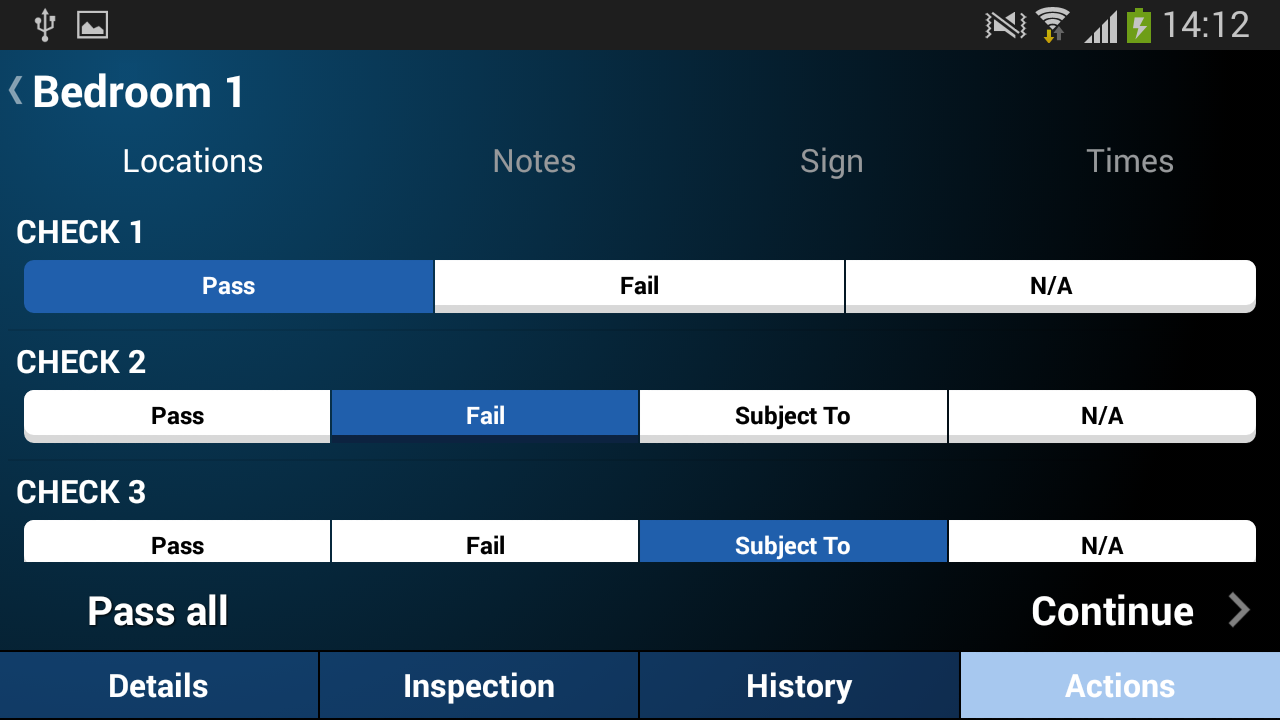 14:12
Bedroom 1
Locations Notes Sign Times
CHECK 1
Pass Fail N/A
CHECK 2
Pass Fail Subject To N/A
CHECK 3
Pass Fail Subject To N/A
Pass all Continue
Details Inspection History Actions